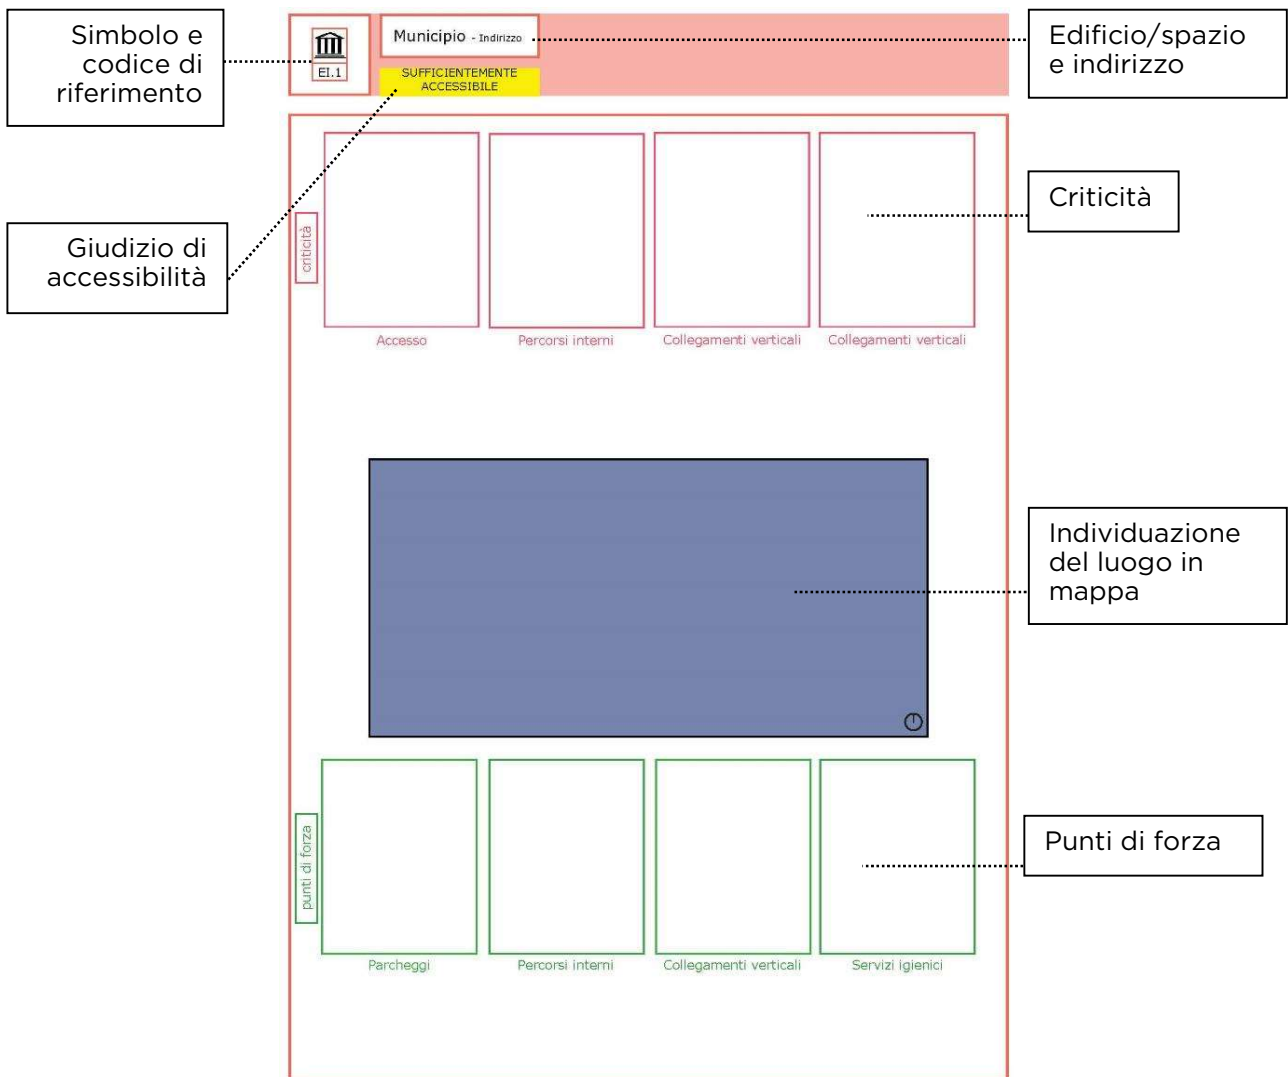 Simbolo e
codice di
riferimento
EI.1
Municipio - Indirizzo
SUFFICIENTEMENTE
ACCESSIBILE
Edificio/spazio
e indirizzo
Giudizio di
accessibilità
criticità
Accesso
Percorsi interni
Collegamenti verticali
Collegamenti verticali
Criticità
Individuazione
del luogo in
mappa
punti di forza
Parcheggi
Percorsi interni
Collegamenti verticali
Servizi igienici
Punti di forza